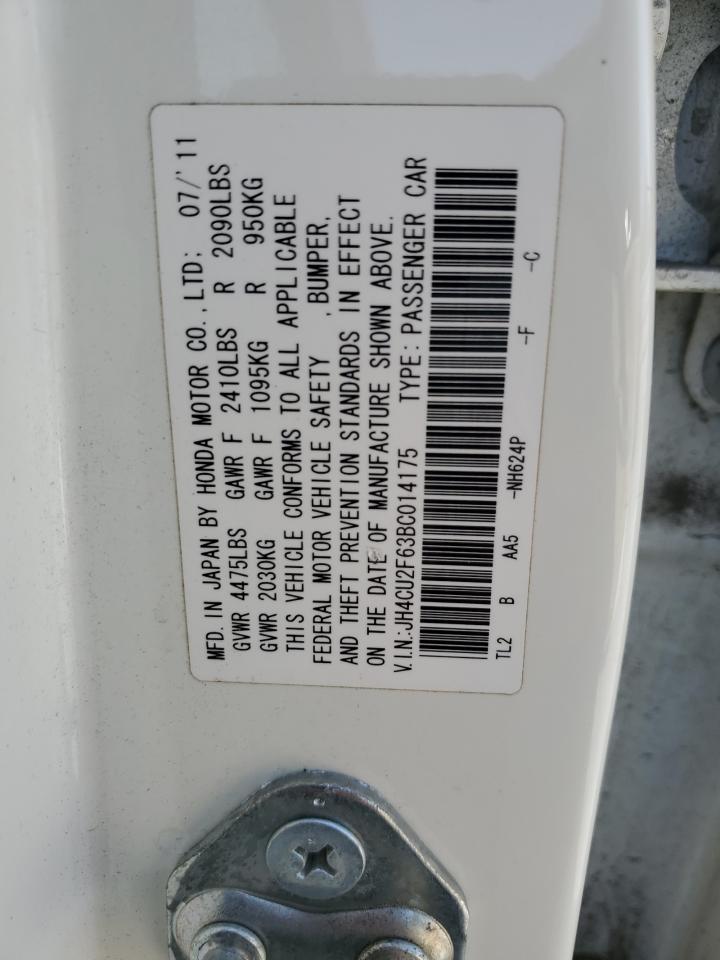 MFD. IN JAPAN BY HONDA MOTOR CO., LTD; 07/'11
GVWR 4475LBS GAWR F 2410LBS R 2090LBS
GVWR 2030KG GAWR F 1095KG R 950KG
THIS VEHICLE CONFORMS TO ALL APPLICABLE
FEDERAL MOTOR VEHICLE SAFETY ,BUMPER,
AND THEFT PREVENTION STANDARDS IN EFFECT
ON THE DATE OF MANUFACTURE SHOWN ABOVE.
V.I.N.:JH4CU2F63BC014175 TYPE:PASSENGER CAR
TL2 B AA5 -NH624P -F -C